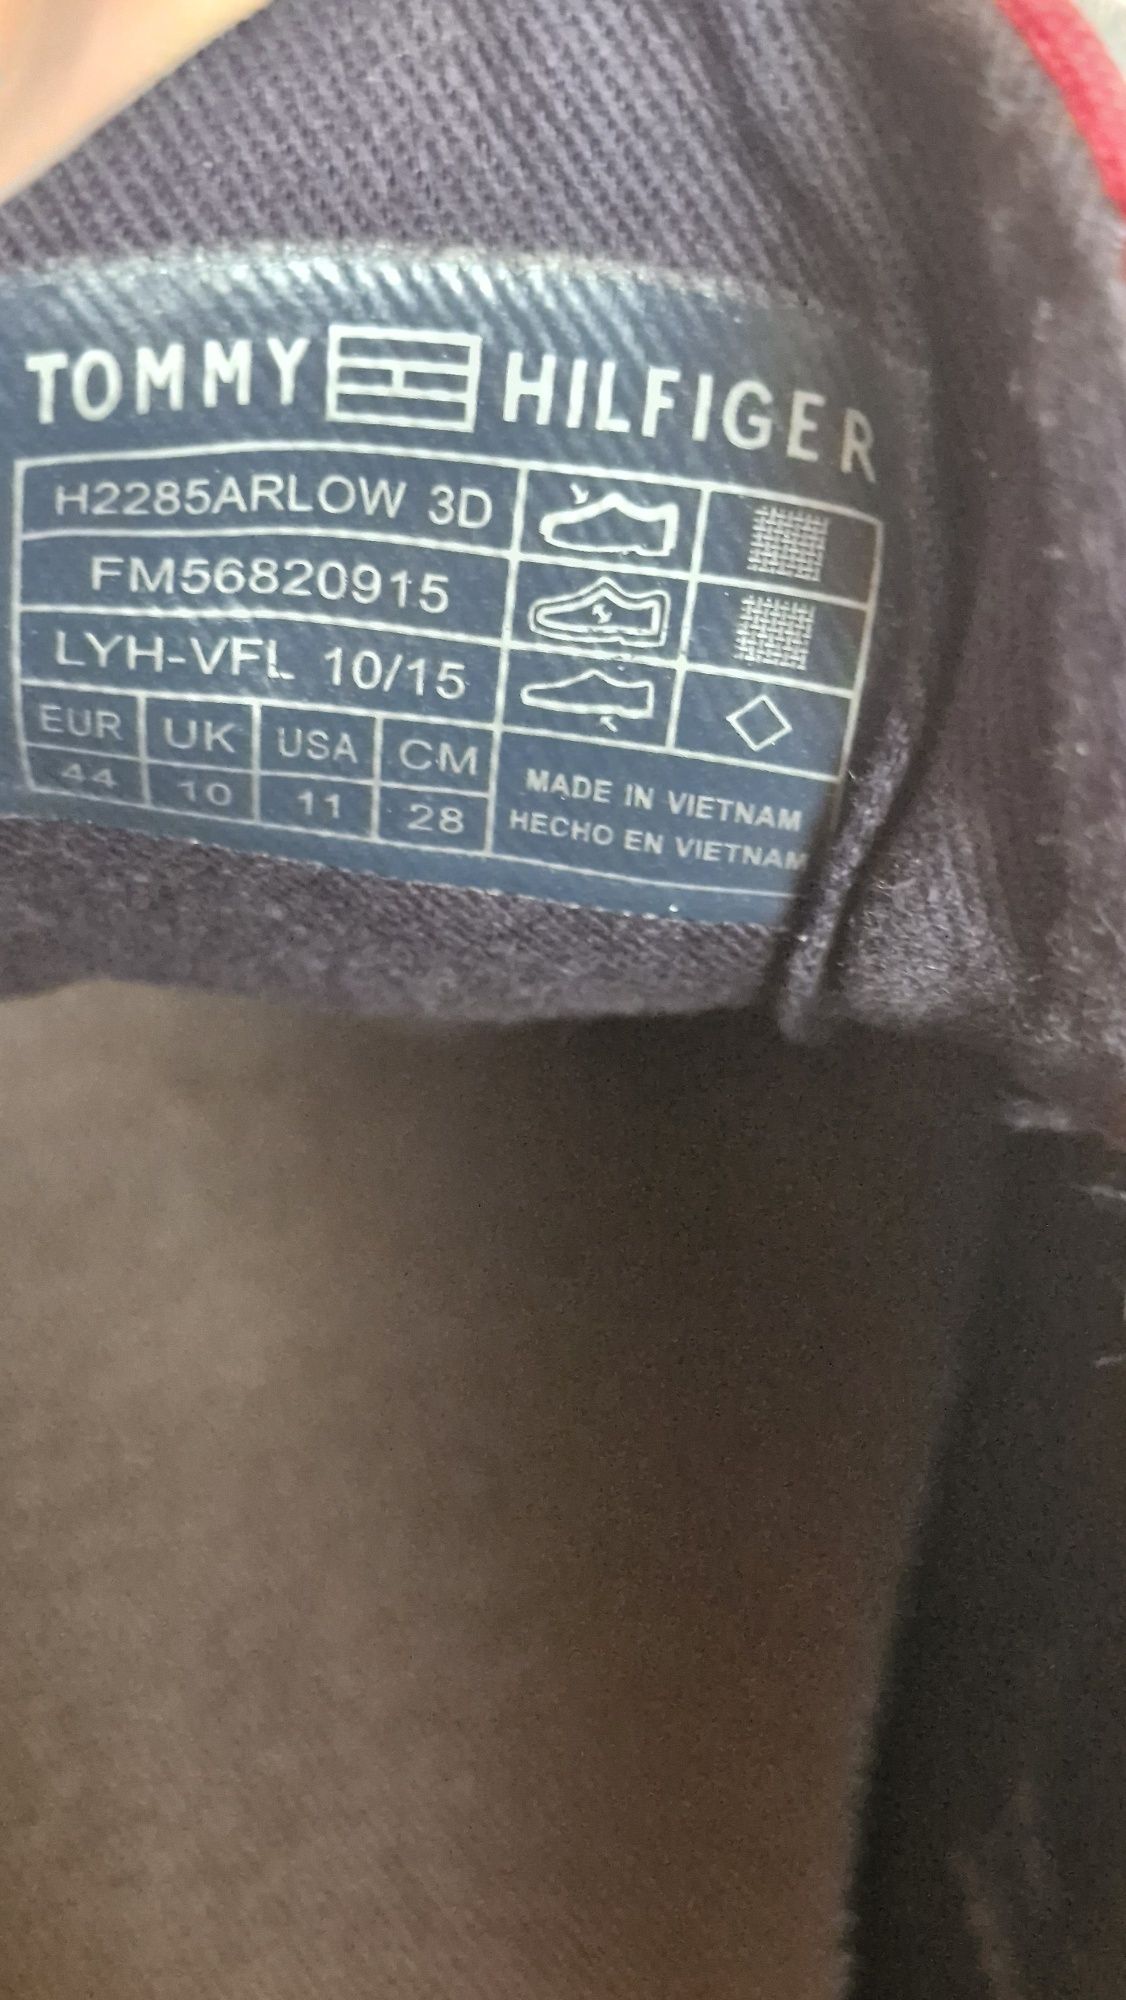 TOMMY HILFIGER
H2285ARLOW 3D
FM56820915
LYH-VFL 10/15
EUR UK USA CM
44 10 11 28
MADE IN VIETNAM
HECHO EN VIETNAM